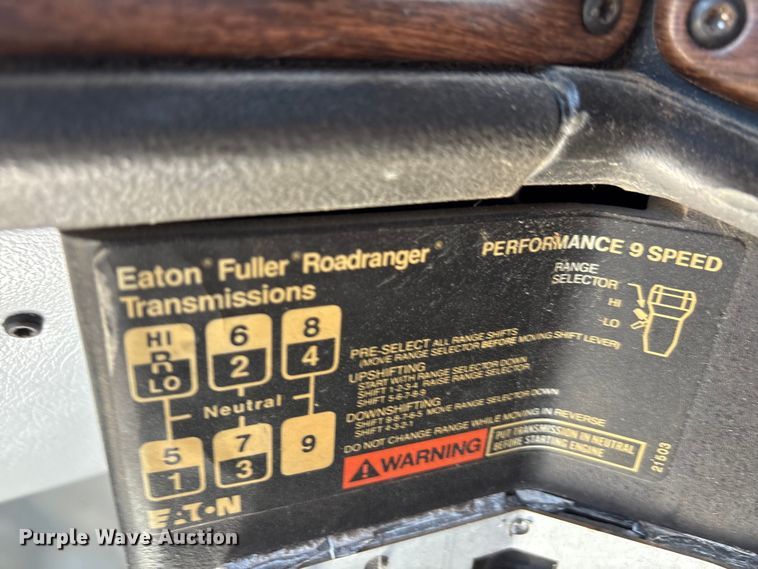 Eaton® Fuller® Roadranger®
Transmissions
PERFORMANCE 9 SPEED
RANGE
SELECTOR
HI
LO
HI
R
LO
6
2
8
4
Neutral
5
1
7
3
9
PRE-SELECT ALL RANGE SHIFTS
(MOVE RANGE SELECTOR BEFORE MOVING SHIFT LEVER)
UPSHIFTING
START WITH RANGE SELECTOR DOWN
SHIFT 1-2-3-4 RAISE RANGE SELECTOR
SHIFT 5-6-7-8-9
DOWNSHIFTING
SHIFT 9-8-7-6-5 MOVE RANGE SELECTOR DOWN
SHIFT 4-3-2-1
DO NOT CHANGE RANGE WHILE MOVING IN REVERSE
WARNING
PUT TRANSMISSION IN NEUTRAL
BEFORE STARTING ENGINE
21503
EATON
Purple Wave Auction